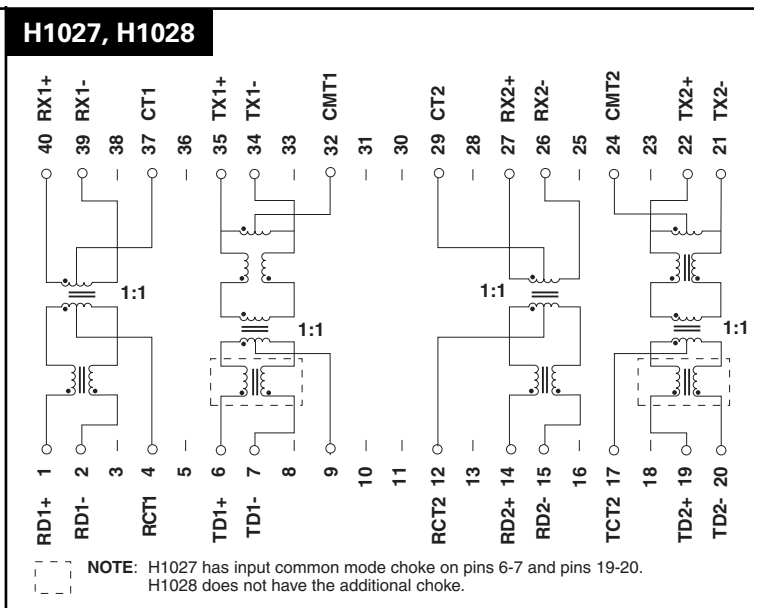 H1027, H1028
RX1+ RX1- CT1 TX1+ TX1- CMT1 CT2 RX2+ RX2- CMT2 TX2+ TX2-
40 39 38 37 36 35 34 33 32 31 30 29 28 27 26 25 24 23 22 21
1:1 1:1
1:1 1:1
1 2 3 4 5 6 7 8 9 10 11 12 13 14 15 16 17 18 19 20
RD1+ RD1- RCT1 TD1+ TD1- RCT2 RD2+ RD2- TCT2 TD2+ TD2-
NOTE: H1027 has input common mode choke on pins 6-7 and pins 19-20.
H1028 does not have the additional choke.